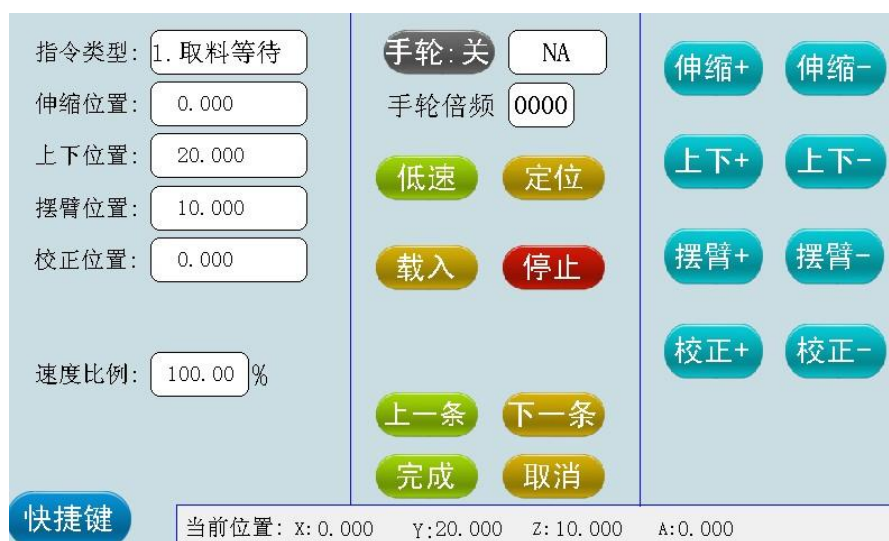 指令类型: 1.取料等待
伸缩位置: 0.000
上下位置: 20.000
摆臂位置: 10.000
校正位置: 0.000
速度比例: 100.00 %
快捷键
手轮:关 NA
手轮倍频 0000
低速 定位
载入 停止
上一条 下一条
完成 取消
伸缩+ 伸缩-
上下+ 上下-
摆臂+ 摆臂-
校正+ 校正-
当前位置: X:0.000 Y:20.000 Z:10.000 A:0.000